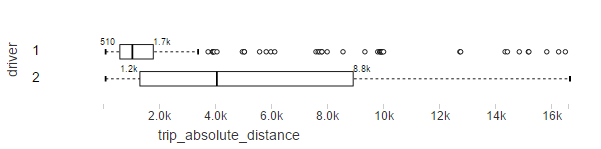 510 1.7k
driver 1
1.2k 8.8k
2
2.0k 4.0k 6.0k 8.0k 10k 12k 14k 16k
trip_absolute_distance